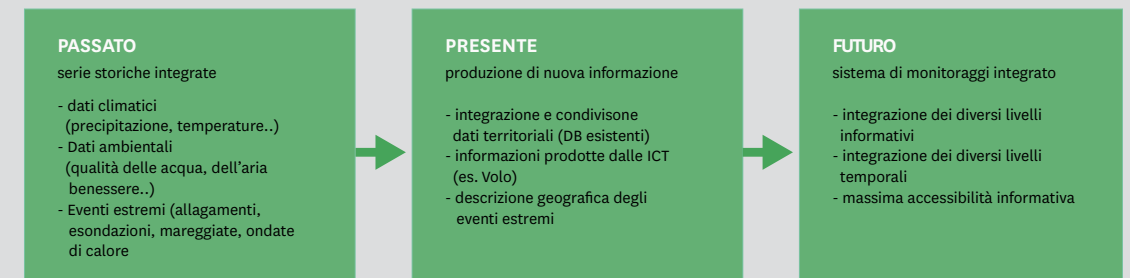 PASSATO
serie storiche integrate
- dati climatici
(precipitazione, temperature..)
- Dati ambientali
(qualità delle acqua, dell'aria
benessere..)
- Eventi estremi (allagamenti,
esondazioni, mareggiate, ondate
di calore
PRESENTE
produzione di nuova informazione
- integrazione e condivisone
dati territoriali (DB esistenti)
- informazioni prodotte dalle ICT
(es. Volo)
- descrizione geografica degli
eventi estremi
FUTURO
sistema di monitoraggi integrato
- integrazione dei diversi livelli
informativi
- integrazione dei diversi livelli
temporali
- massima accessibilità informativa